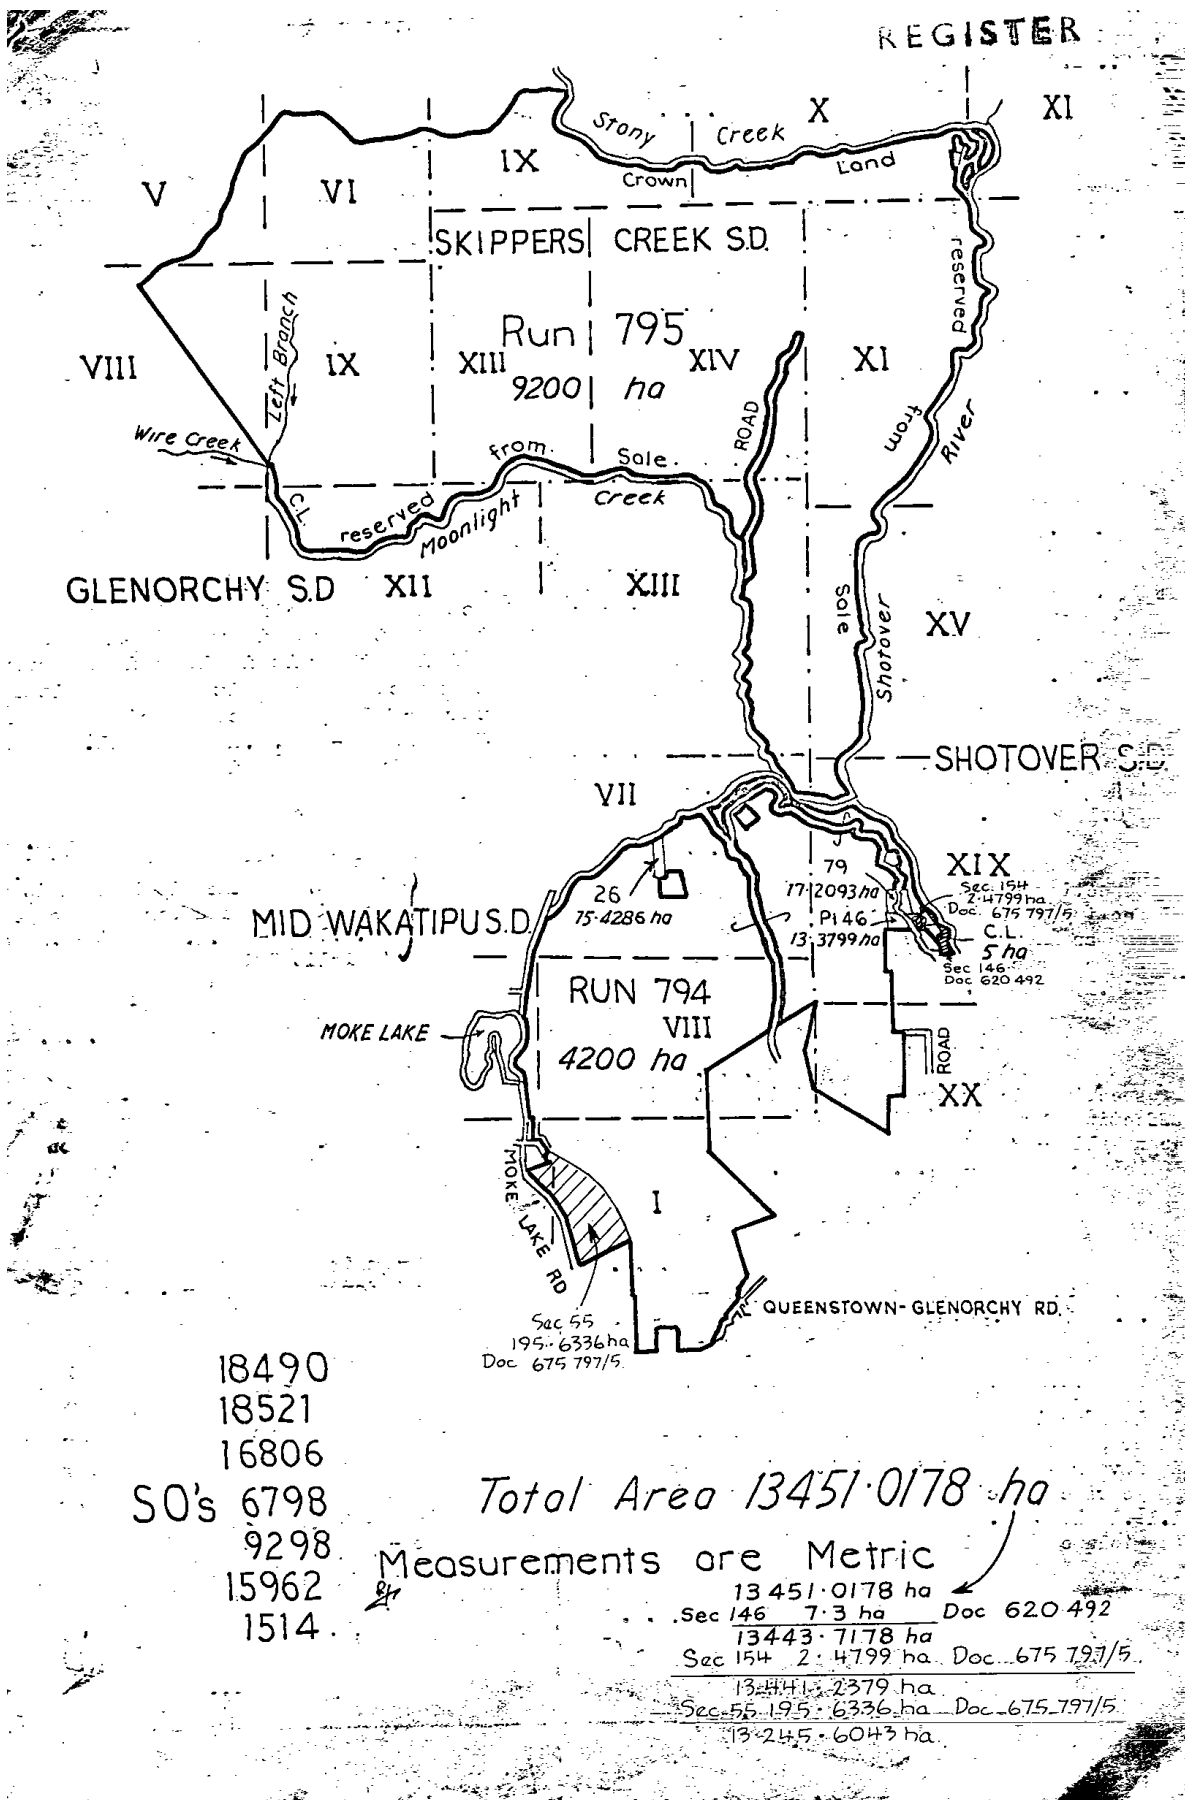 REGISTER
X
XI
Stony Creek
IX
Crown Land
V
VI
SKIPPERS CREEK S.D.
reserved
Left Branch
Run 795
VIII
IX
XIII
XIV
XI
9200 ha
ROAD
from
River
Wire Creek
from Sale
C.L.
reserved
Creek
Moonlight
GLENORCHY S.D
XII
XIII
Sale
Shotover
XV
SHOTOVER S.D.
VII
79
17·2093 ha
XIX
Sec 154
2·4799 ha
Doc 675 797/5
26
75·4286 ha
Pt 46
13·3799 ha
C.L.
5 ha
MID WAKATIPU S.D.
Sec 146
Doc 620 492
RUN 794
MOKE LAKE
VIII
4200 ha
ROAD
XX
MOKE LAKE RD
I
QUEENSTOWN-GLENORCHY RD.
Sec 55
195·6336 ha
Doc 675 797/5
18490
18521
16806
SO's 6798
9298
15962
1514
Total Area 13451·0178 ha
Measurements are Metric
13 451·0178 ha
Sec 146 7·3 ha Doc 620 492
13443·7178 ha
Sec 154 2·4799 ha Doc 675 797/5
13 441·2379 ha
Sec 55 195·6336 ha Doc 675 797/5
13 245·6043 ha